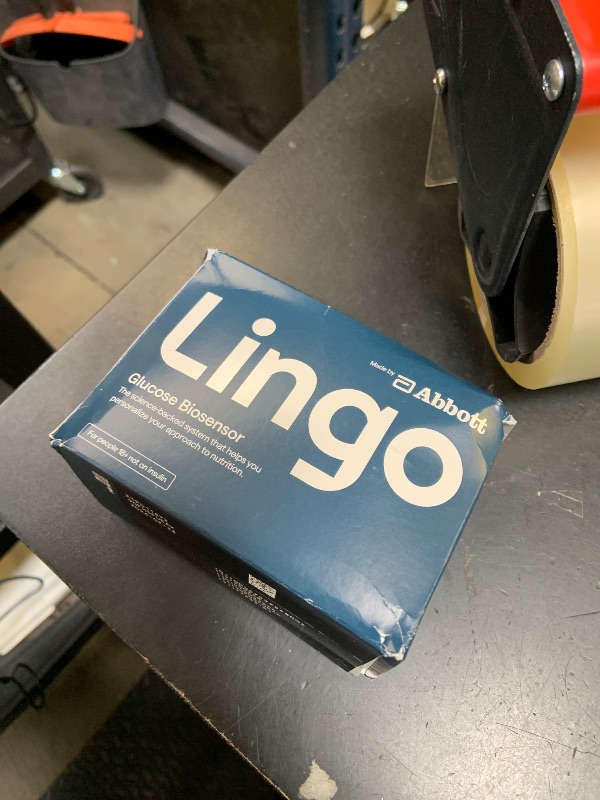 Lingo
Made by
Abbott
Glucose Biosensor
The science-backed system that helps you
personalize your approach to nutrition.
For people 18+ not on insulin